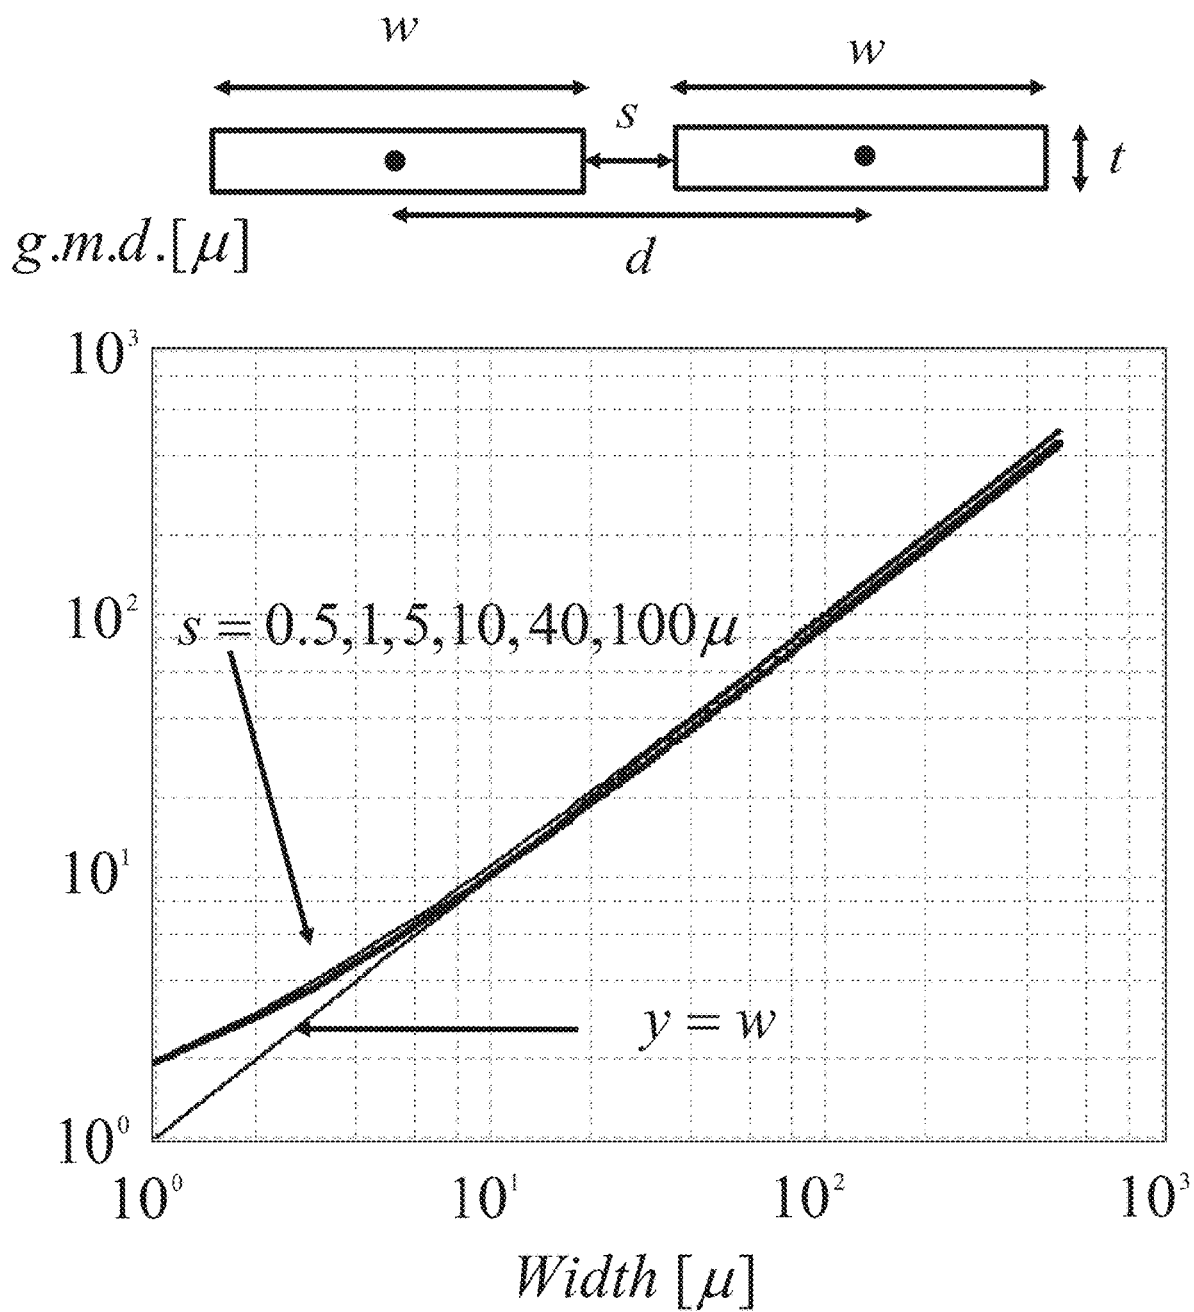 w
w
s
t
d
g.m.d.[μ]
10³
10²
s = 0.5,1,5,10,40,100μ
10¹
y = w
10⁰
10⁰ 10¹ 10² 10³
Width [μ]